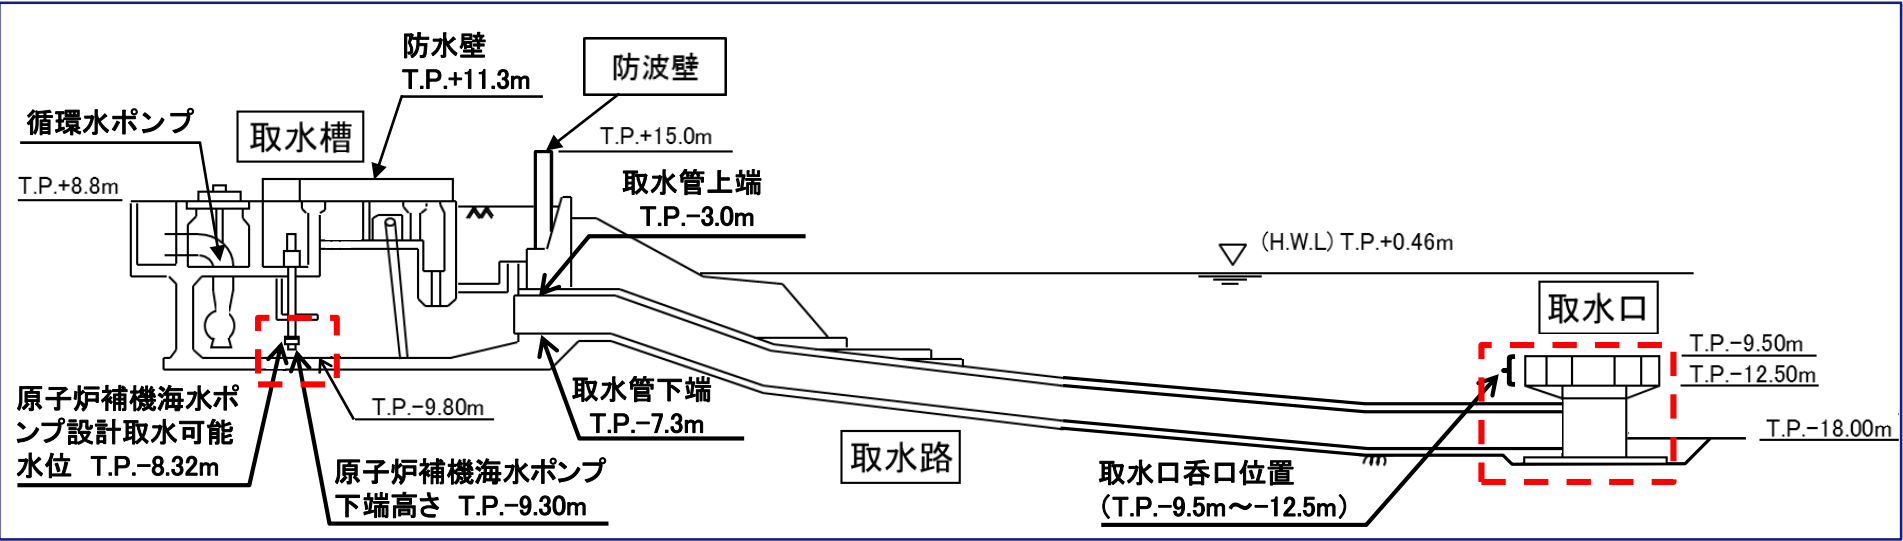 防水壁
T.P.+11.3m
防波壁
循環水ポンプ
取水槽
T.P.+15.0m
T.P.+8.8m
取水管上端
T.P.-3.0m
(H.W.L) T.P.+0.46m
取水口
T.P.-9.50m
T.P.-12.50m
原子炉補機海水ポ
ンプ設計取水可能
水位 T.P.-8.32m
T.P.-9.80m
取水管下端
T.P.-7.3m
T.P.-18.00m
原子炉補機海水ポンプ
下端高さ T.P.-9.30m
取水路
取水口呑口位置
(T.P.-9.5m～-12.5m)